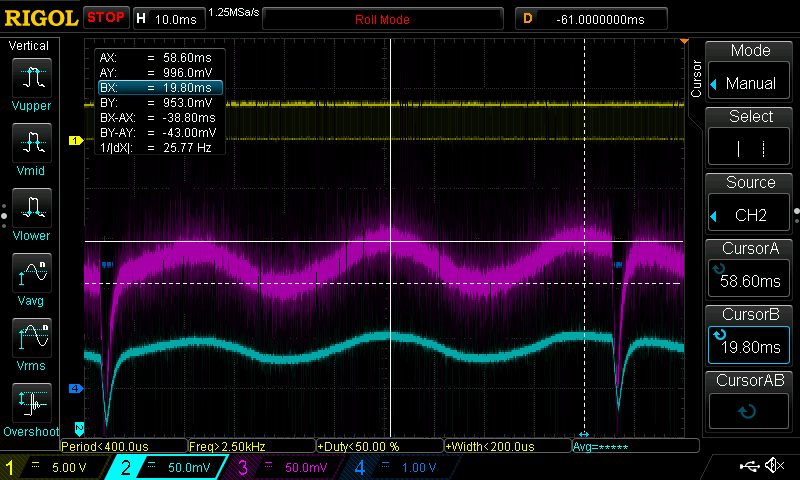 RIGOL STOP H 10.0ms 1.25MSa/s Roll Mode D -61.0000000ms
Vertical
Vupper
Vmid
Vlower
Vavg
Vrms
Overshoot
AX: = 58.60ms
AY: = 996.0mV
BX: = 19.80ms
BY: = 953.0mV
BX-AX: = -38.80ms
BY-AY: = -43.00mV
1/|dX|: = 25.77 Hz
1
4
2
n
n
Cursor
Mode
Manual
Select
Source
CH2
CursorA
58.60ms
CursorB
19.80ms
CursorAB
Period<400.0us Freq>2.50kHz +Duty<50.00 % +Width<200.0us Avg=*****
1 5.00 V 2 50.0mV 3 50.0mV 4 1.00 V